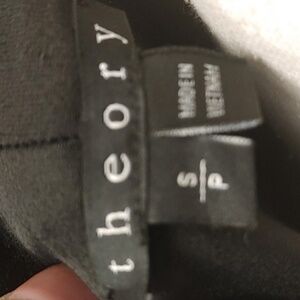 theory
MADE IN
VIETNAM
S
P